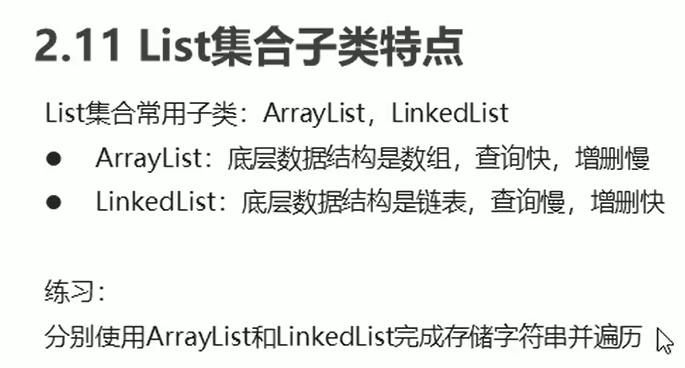 2.11 List集合子类特点
List集合常用子类：ArrayList，LinkedList
● ArrayList：底层数据结构是数组，查询快，增删慢
● LinkedList：底层数据结构是链表，查询慢，增删快
练习：
分别使用ArrayList和LinkedList完成存储字符串并遍历